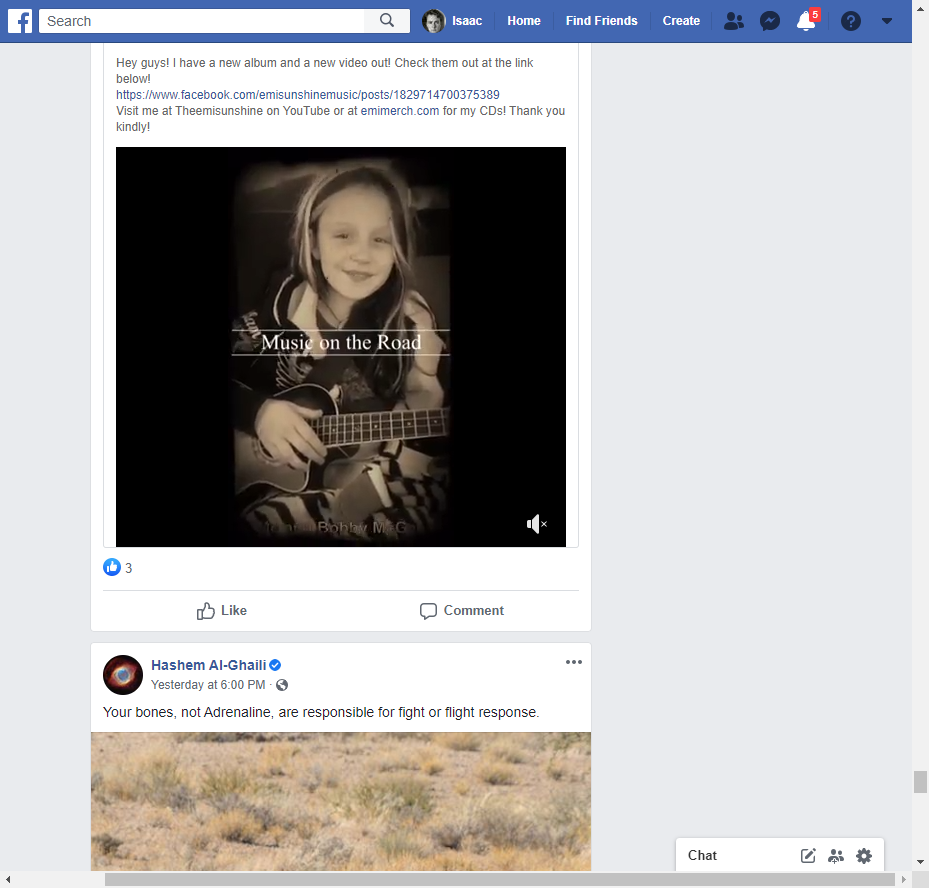 Search
Isaac
Home
Find Friends
Create
5
Hey guys! I have a new album and a new video out! Check them out at the link
below!
https://www.facebook.com/emisunshinemusic/posts/1829714700375389
Visit me at Theemisunshine on YouTube or at emimerch.com for my CDs! Thank you
kindly!
Music on the Road
Bobby McG
3
Like
Comment
Hashem Al-Ghaili
Yesterday at 6:00 PM ·
Your bones, not Adrenaline, are responsible for fight or flight response.
Chat